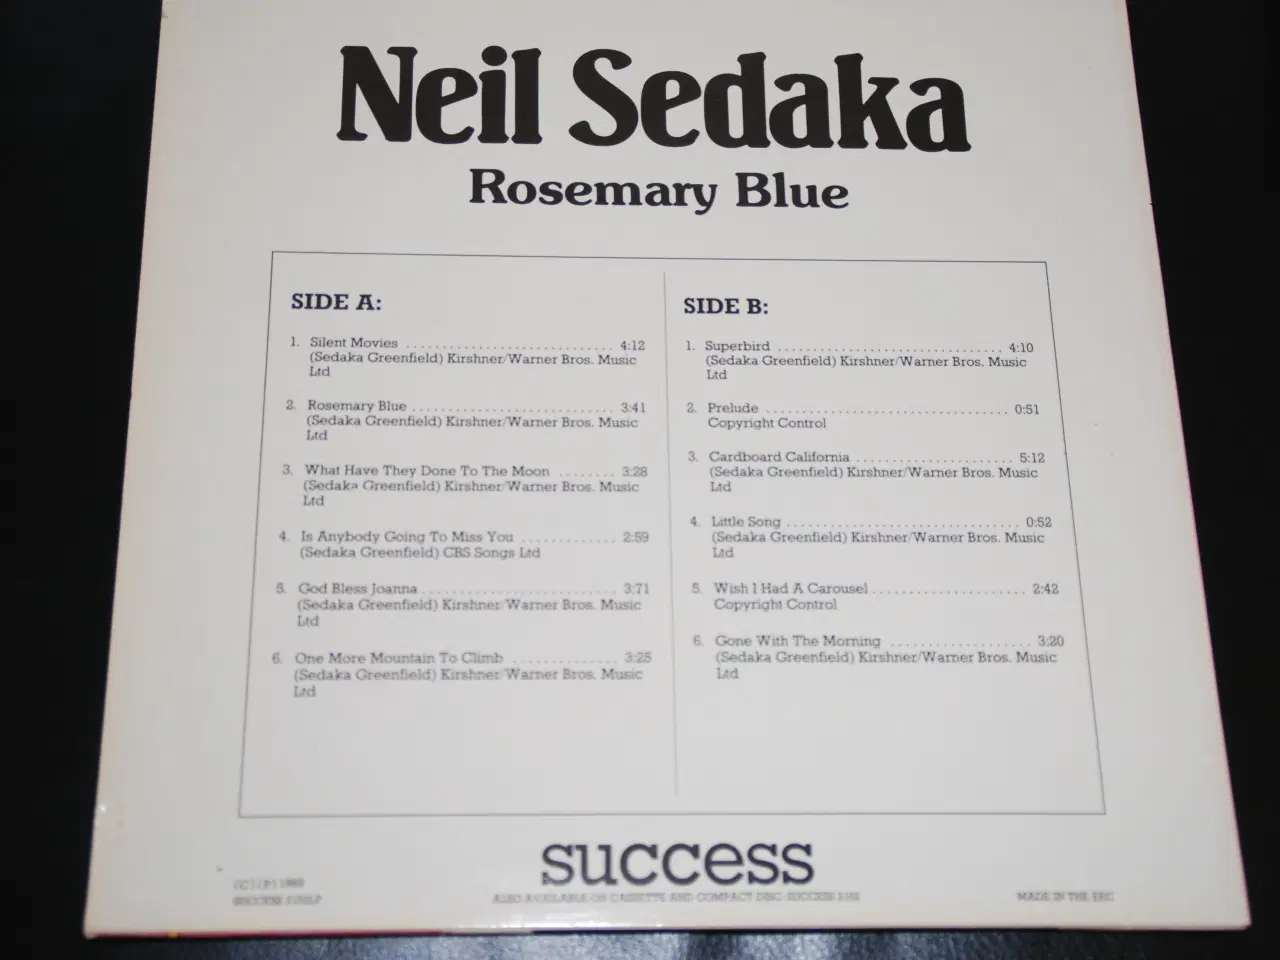 Neil Sedaka
Rosemary Blue
SIDE A:
1. Silent Movies ........................... 4:12
(Sedaka Greenfield) Kirshner/Warner Bros. Music
Ltd
2. Rosemary Blue .......................... 3:41
(Sedaka Greenfield) Kirshner/Warner Bros. Music
Ltd
3. What Have They Done To The Moon ........ 3:28
(Sedaka Greenfield) Kirshner/Warner Bros. Music
Ltd
4. Is Anybody Going To Miss You ............ 2:59
(Sedaka Greenfield) CBS Songs Ltd
5. God Bless Joanna ......................... 3:71
(Sedaka Greenfield) Kirshner/Warner Bros. Music
Ltd
6. One More Mountain To Climb .............. 3:25
(Sedaka Greenfield) Kirshner/Warner Bros. Music
Ltd
SIDE B:
1. Superbird ............................... 4:10
(Sedaka Greenfield) Kirshner/Warner Bros. Music
Ltd
2. Prelude ................................. 0:51
Copyright Control
3. Cardboard California ..................... 5:12
(Sedaka Greenfield) Kirshner/Warner Bros. Music
Ltd
4. Little Song .............................. 0:52
(Sedaka Greenfield) Kirshner/Warner Bros. Music
Ltd
5. Wish I Had A Carousel .................... 2:42
Copyright Control
6. Gone With The Morning .................. 3:20
(Sedaka Greenfield) Kirshner/Warner Bros. Music
Ltd
success
(C) (P)
SUCCESS
ALSO AVAILABLE ON CASSETTE AND COMPACT DISC SUCCESS
MADE IN THE EEC